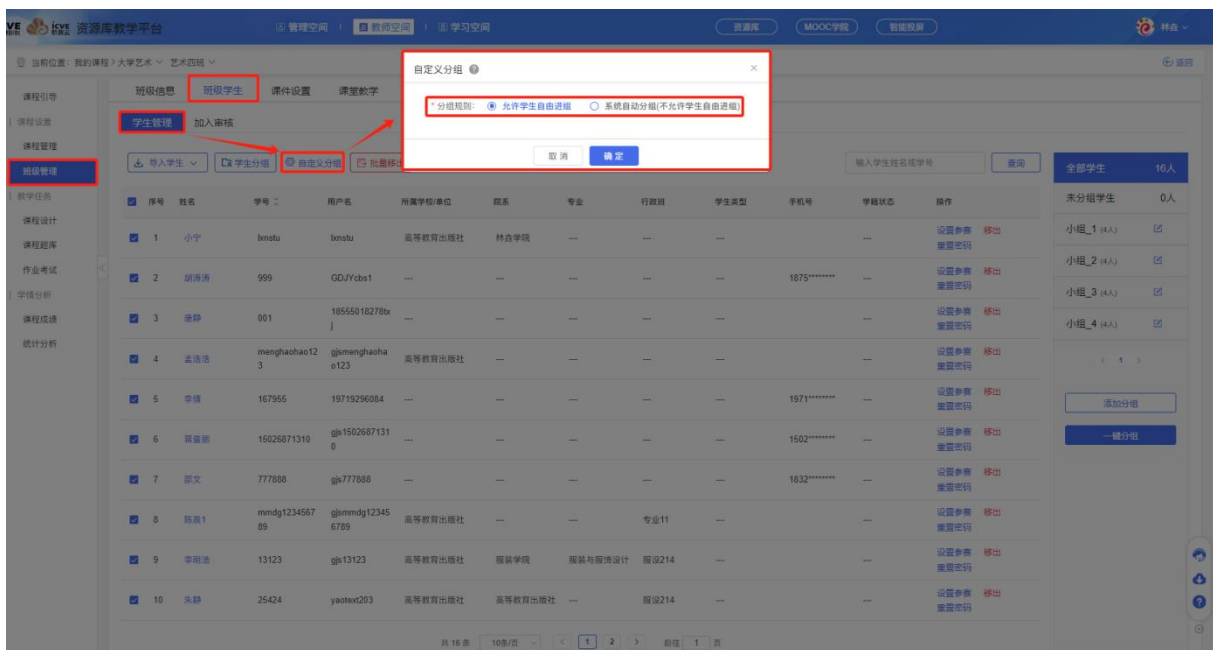 icve 资源库教学平台
管理空间 教师空间 学习空间
资源库 MOOC学院 智能投屏
林垚
当前位置: 我的课程 > 大学艺术 艺术四班
返回
课程引导
课程设置
课程管理
班级管理
教学任务
课程设计
课程题库
作业考试
学情分析
课程成绩
统计分析
班级信息 班级学生 课件设置 课堂教学
学生管理 加入审核
导入学生 学生分组 自定义分组 批量移出
自定义分组
* 分组规则: 允许学生自由进组 系统自动分组(不允许学生自由进组)
取 消 确 定
输入学生姓名或学号 查询
序号 姓名 学号 用户名 所属学校/单位 院系 专业 行政班 学生类型 手机号 学籍状态 操作
1 小宁 lxnstu lxnstu 高等教育出版社 林垚学院 --- --- --- --- 设置参赛 移出
重置密码
2 胡涛涛 999 GDJYcbs1 --- --- --- --- --- 1875******** --- 设置参赛 移出
重置密码
3 001 18555018278tx
j --- --- --- --- --- --- 设置参赛 移出
重置密码
4 孟浩浩 menghaohao12
3 gjsmenghaoha
o123 高等教育出版社 --- --- --- --- --- 设置参赛 移出
重置密码
5 李倩 167955 19719296084 --- --- --- --- --- 1971******** --- 设置参赛 移出
重置密码
6 15026871310 gjs1502687131
0 --- --- --- --- --- 1502******** --- 设置参赛 移出
重置密码
7 邵文 777888 gjs777888 --- --- --- --- --- 1832******** --- 设置参赛 移出
重置密码
8 mmdg1234567
89 gjsmmdg12345
6789 高等教育出版社 --- --- 专业11 --- --- 设置参赛 移出
重置密码
9 李明浩 13123 gjs13123 高等教育出版社 服装学院 服装与服饰设计 服设214 --- --- 设置参赛 移出
重置密码
10 朱静 25424 yaotext203 高等教育出版社 高等教育出版社 --- 服设214 --- --- 设置参赛 移出
重置密码
共 16 条 10条/页 1 2 前往 1 页
全部学生 16人
未分组学生 0人
小组_1 (4人)
小组_2 (4人)
小组_3 (4人)
小组_4 (4人)
1
添加分组
一键分组